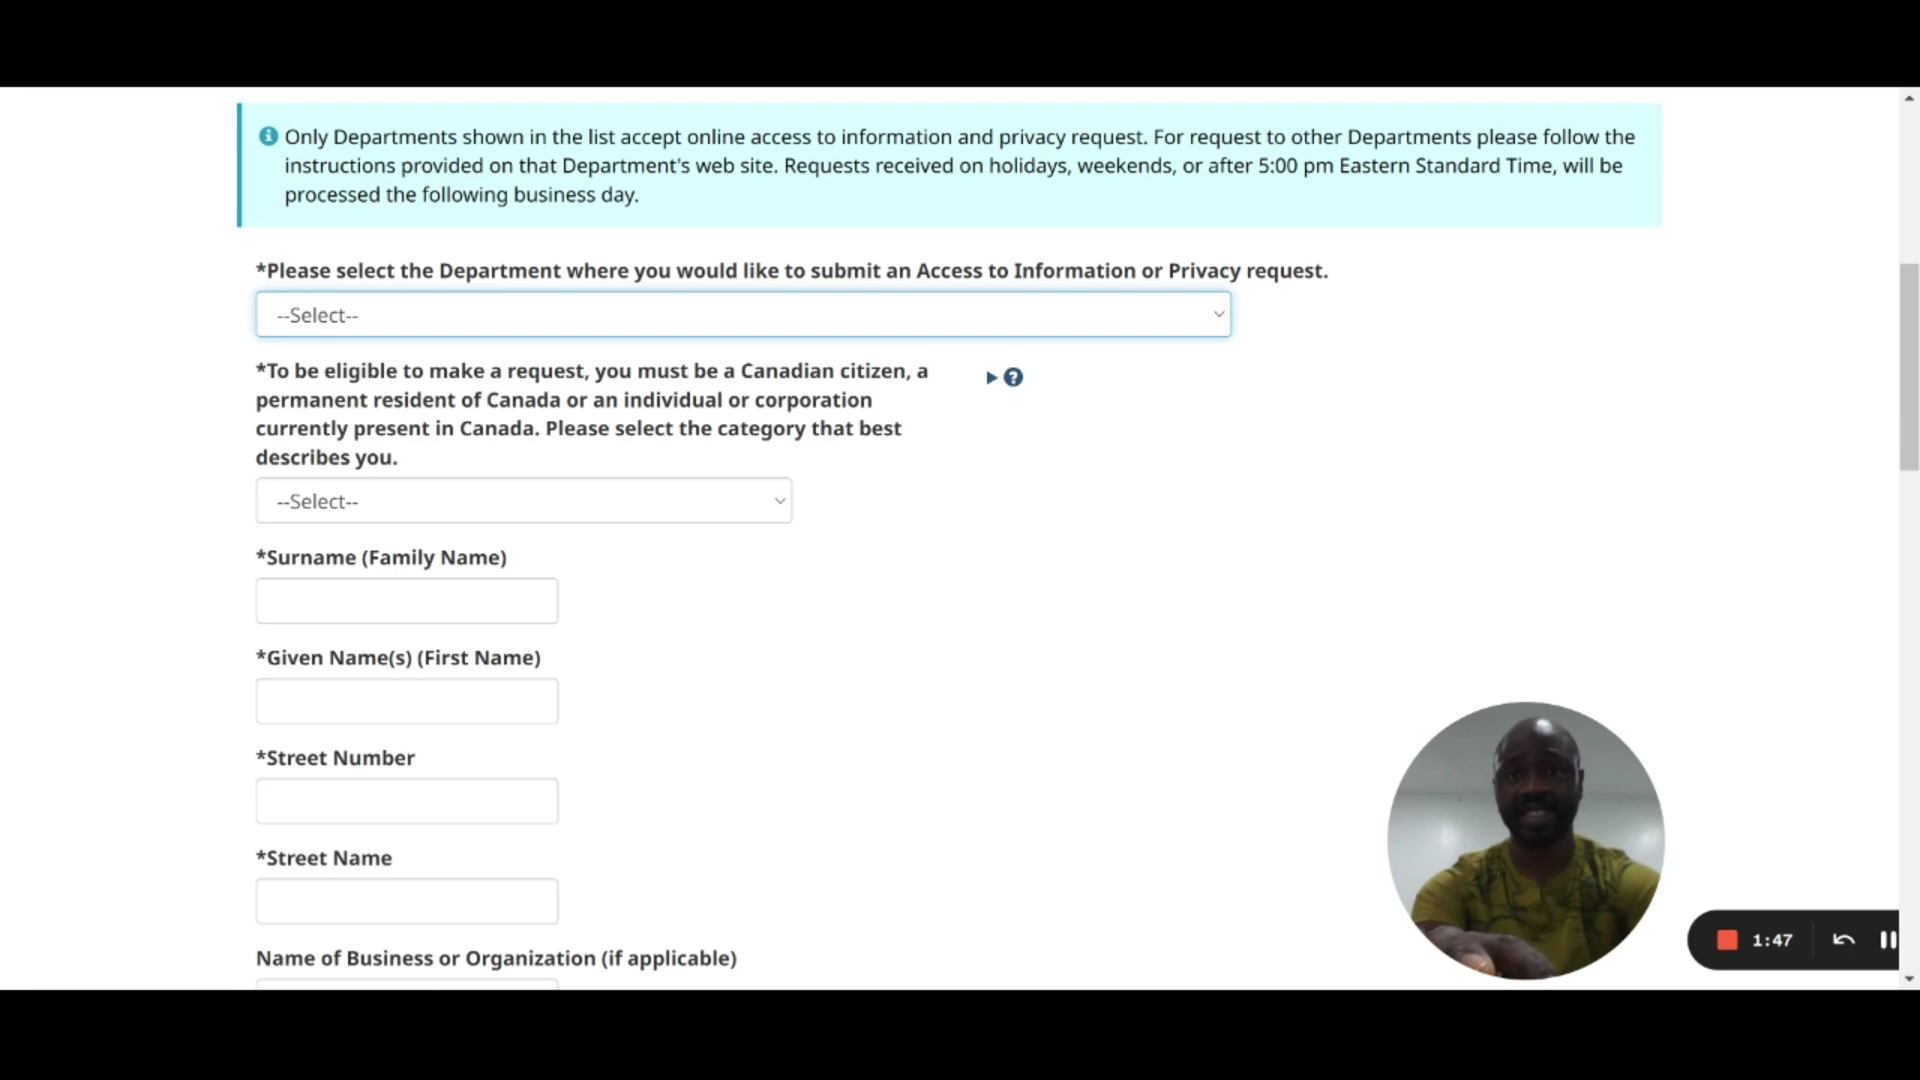 Only Departments shown in the list accept online access to information and privacy request. For request to other Departments please follow the
instructions provided on that Department's web site. Requests received on holidays, weekends, or after 5:00 pm Eastern Standard Time, will be
processed the following business day.
*Please select the Department where you would like to submit an Access to Information or Privacy request.
--Select--
*To be eligible to make a request, you must be a Canadian citizen, a
permanent resident of Canada or an individual or corporation
currently present in Canada. Please select the category that best
describes you.
--Select--
*Surname (Family Name)
*Given Name(s) (First Name)
*Street Number
*Street Name
Name of Business or Organization (if applicable)
1:47